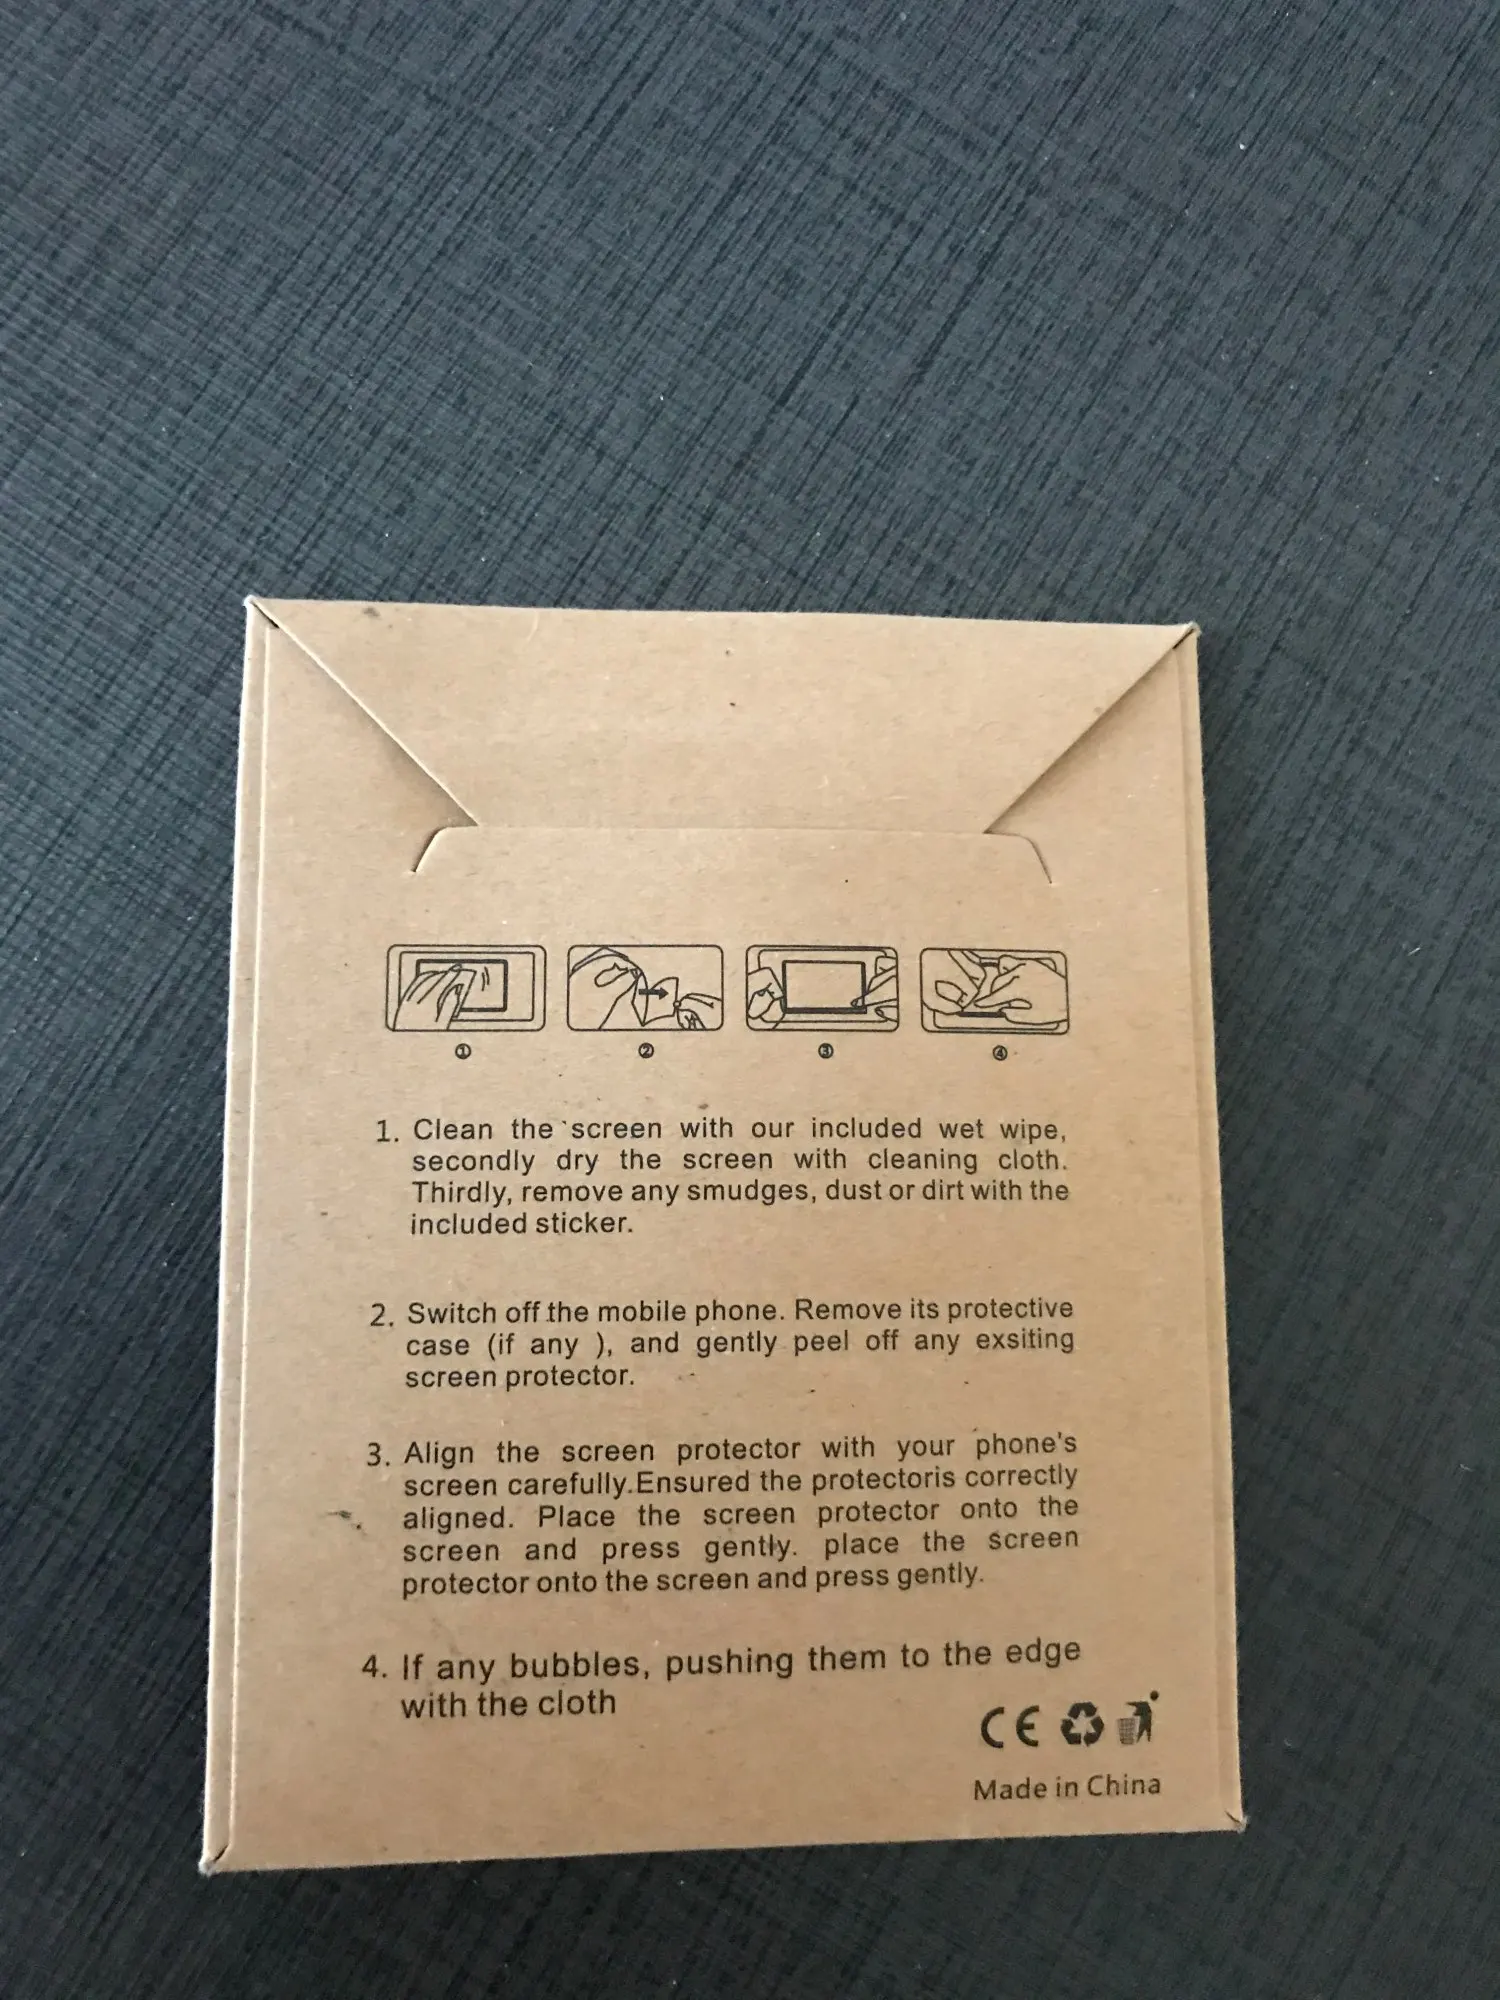 ① ② ③ ④
1. Clean the screen with our included wet wipe,
secondly dry the screen with cleaning cloth.
Thirdly, remove any smudges, dust or dirt with the
included sticker.
2. Switch off the mobile phone. Remove its protective
case (if any ), and gently peel off any exsiting
screen protector.
3. Align the screen protector with your phone's
screen carefully.Ensured the protectoris correctly
aligned. Place the screen protector onto the
screen and press gently. place the screen
protector onto the screen and press gently.
4. If any bubbles, pushing them to the edge
with the cloth
CE
Made in China